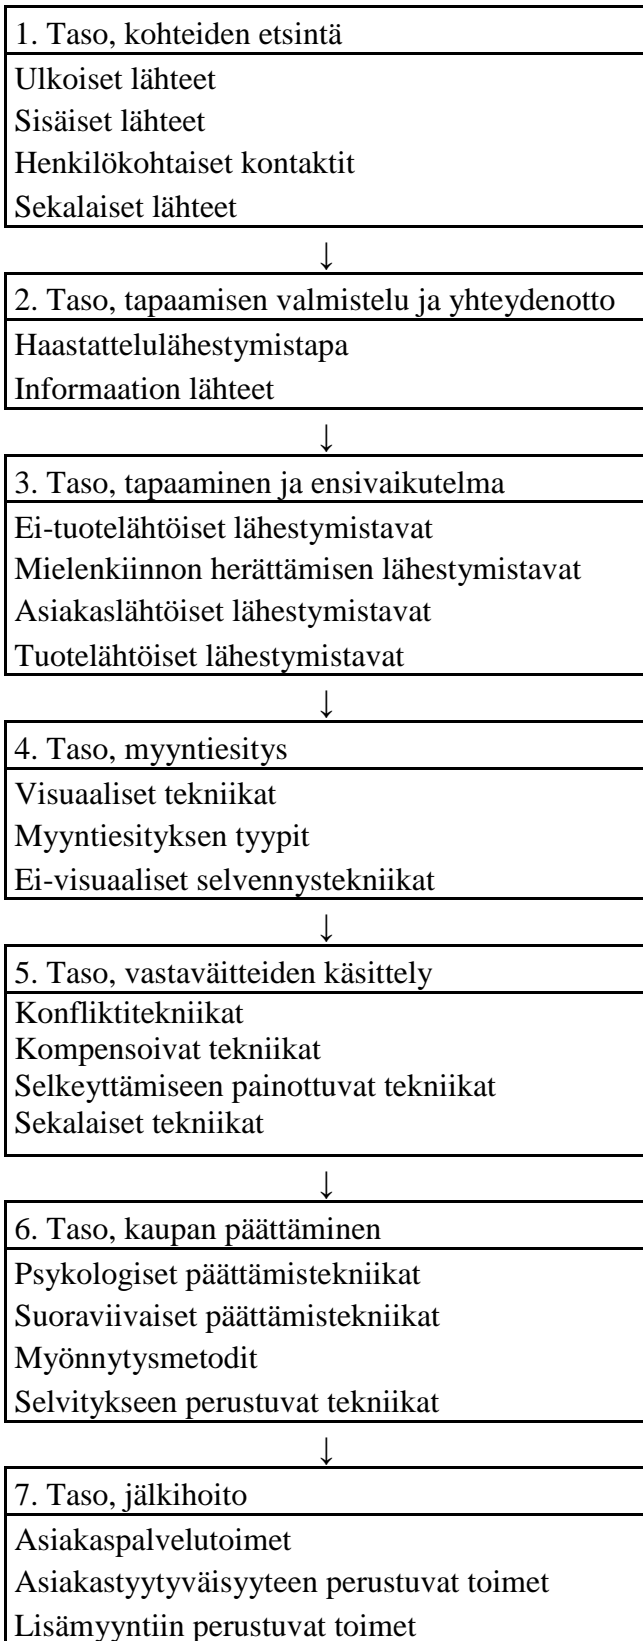 1. Taso, kohteiden etsintä
Ulkoiset lähteet
Sisäiset lähteet
Henkilökohtaiset kontaktit
Sekalaiset lähteet
↓
2. Taso, tapaamisen valmistelu ja yhteydenotto
Haastattelulähestymistapa
Informaation lähteet
↓
3. Taso, tapaaminen ja ensivaikutelma
Ei-tuotelähtöiset lähestymistavat
Mielenkiinnon herättämisen lähestymistavat
Asiakaslähtöiset lähestymistavat
Tuotelähtöiset lähestymistavat
↓
4. Taso, myyntiesitys
Visuaaliset tekniikat
Myyntiesityksen tyypit
Ei-visuaaliset selvennystekniikat
↓
5. Taso, vastaväitteiden käsittely
Konfliktitekniikat
Kompensoivat tekniikat
Selkeyttämiseen painottuvat tekniikat
Sekalaiset tekniikat
↓
6. Taso, kaupan päättäminen
Psykologiset päättämistekniikat
Suoraviivaiset päättämistekniikat
Myönnytysmetodit
Selvitykseen perustuvat tekniikat
↓
7. Taso, jälkihoito
Asiakaspalvelutoimet
Asiakastyytyväisyyteen perustuvat toimet
Lisämyyntiin perustuvat toimet